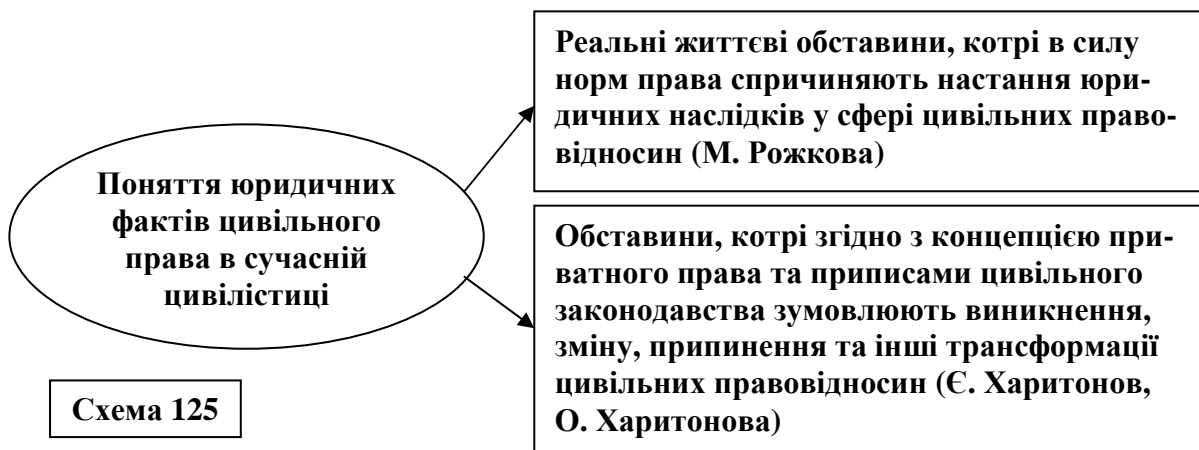 Реальні життєві обставини, котрі в силу
норм права спричиняють настання юри-
дичних наслідків у сфері цивільних право-
відносин (М. Рожкова)
Поняття юридичних
фактів цивільного
права в сучасній
цивілістиці
Обставини, котрі згідно з концепцією при-
ватного права та приписами цивільного
законодавства зумовлюють виникнення,
зміну, припинення та інші трансформації
цивільних правовідносин (Є. Харитонов,
О. Харитонова)
Схема 125